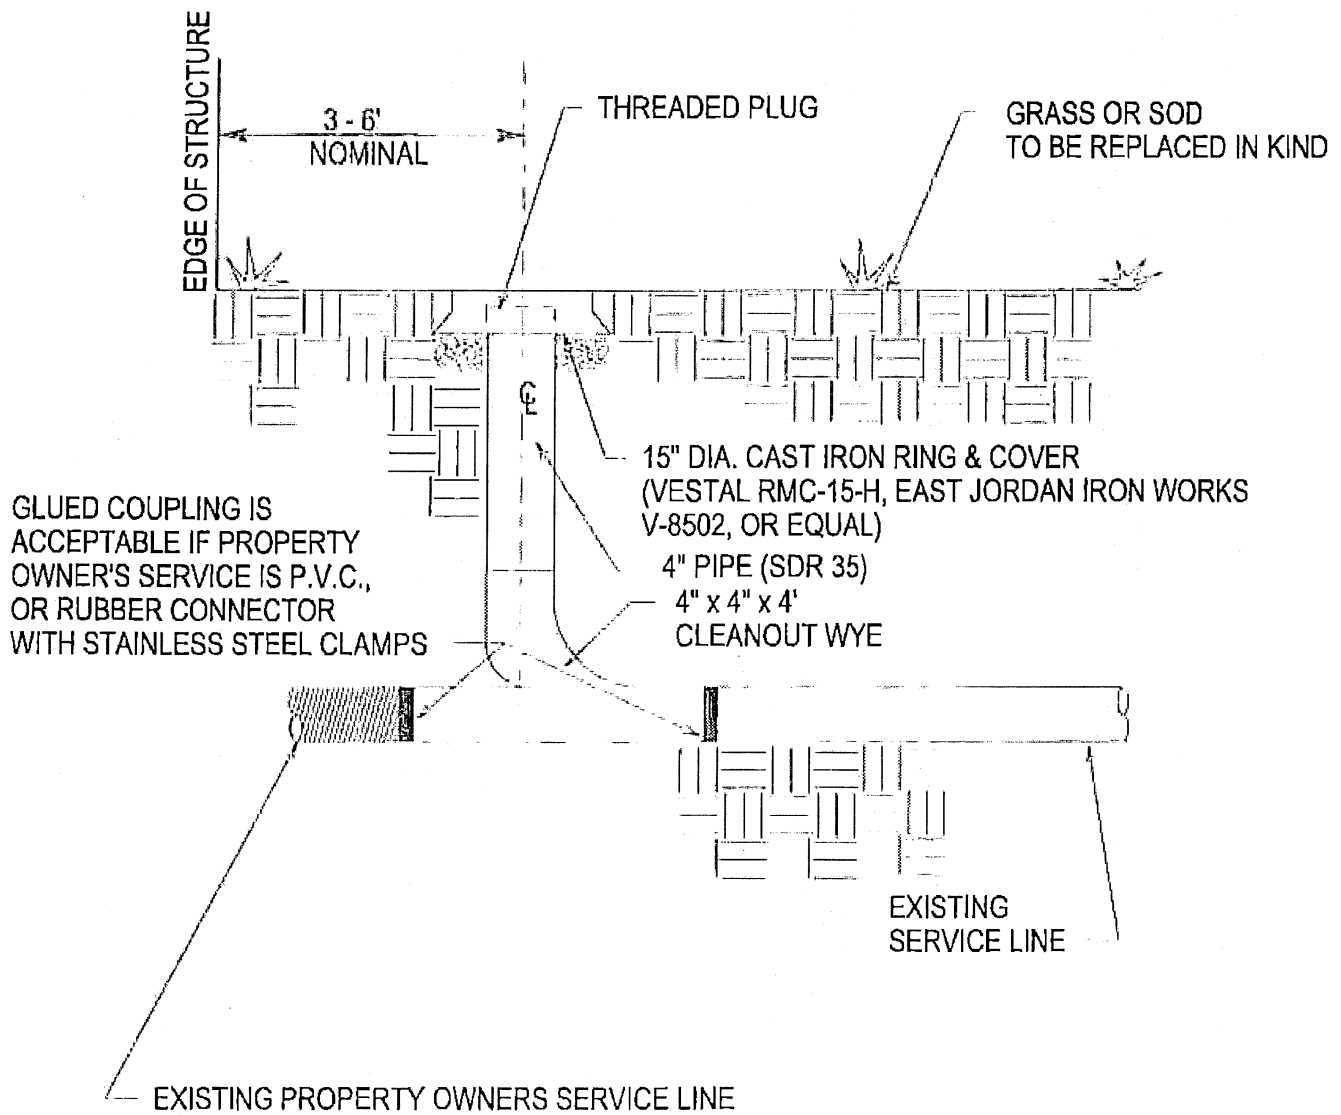 EDGE OF STRUCTURE
3 - 6'
NOMINAL
THREADED PLUG
GRASS OR SOD
TO BE REPLACED IN KIND
CL
15" DIA. CAST IRON RING & COVER
(VESTAL RMC-15-H, EAST JORDAN IRON WORKS
V-8502, OR EQUAL)
GLUED COUPLING IS
ACCEPTABLE IF PROPERTY
OWNER'S SERVICE IS P.V.C.,
OR RUBBER CONNECTOR
WITH STAINLESS STEEL CLAMPS
4" PIPE (SDR 35)
4" x 4" x 4'
CLEANOUT WYE
EXISTING
SERVICE LINE
EXISTING PROPERTY OWNERS SERVICE LINE